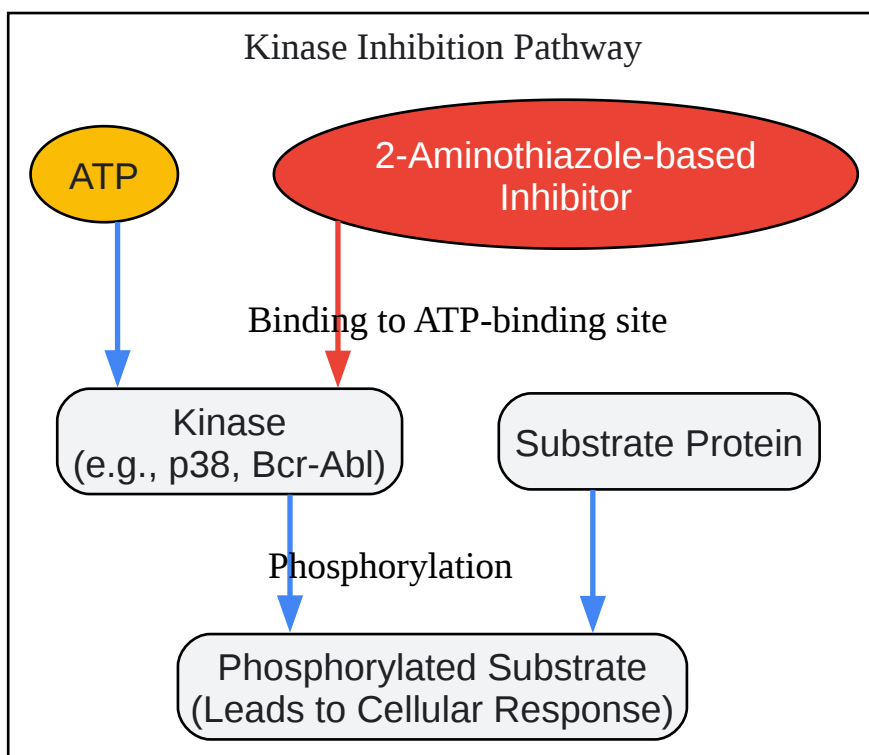 Kinase Inhibition Pathway
ATP
2-Aminothiazole-based
Inhibitor
Binding to ATP-binding site
Kinase
(e.g., p38, Bcr-Abl)
Substrate Protein
Phosphorylation
Phosphorylated Substrate
(Leads to Cellular Response)